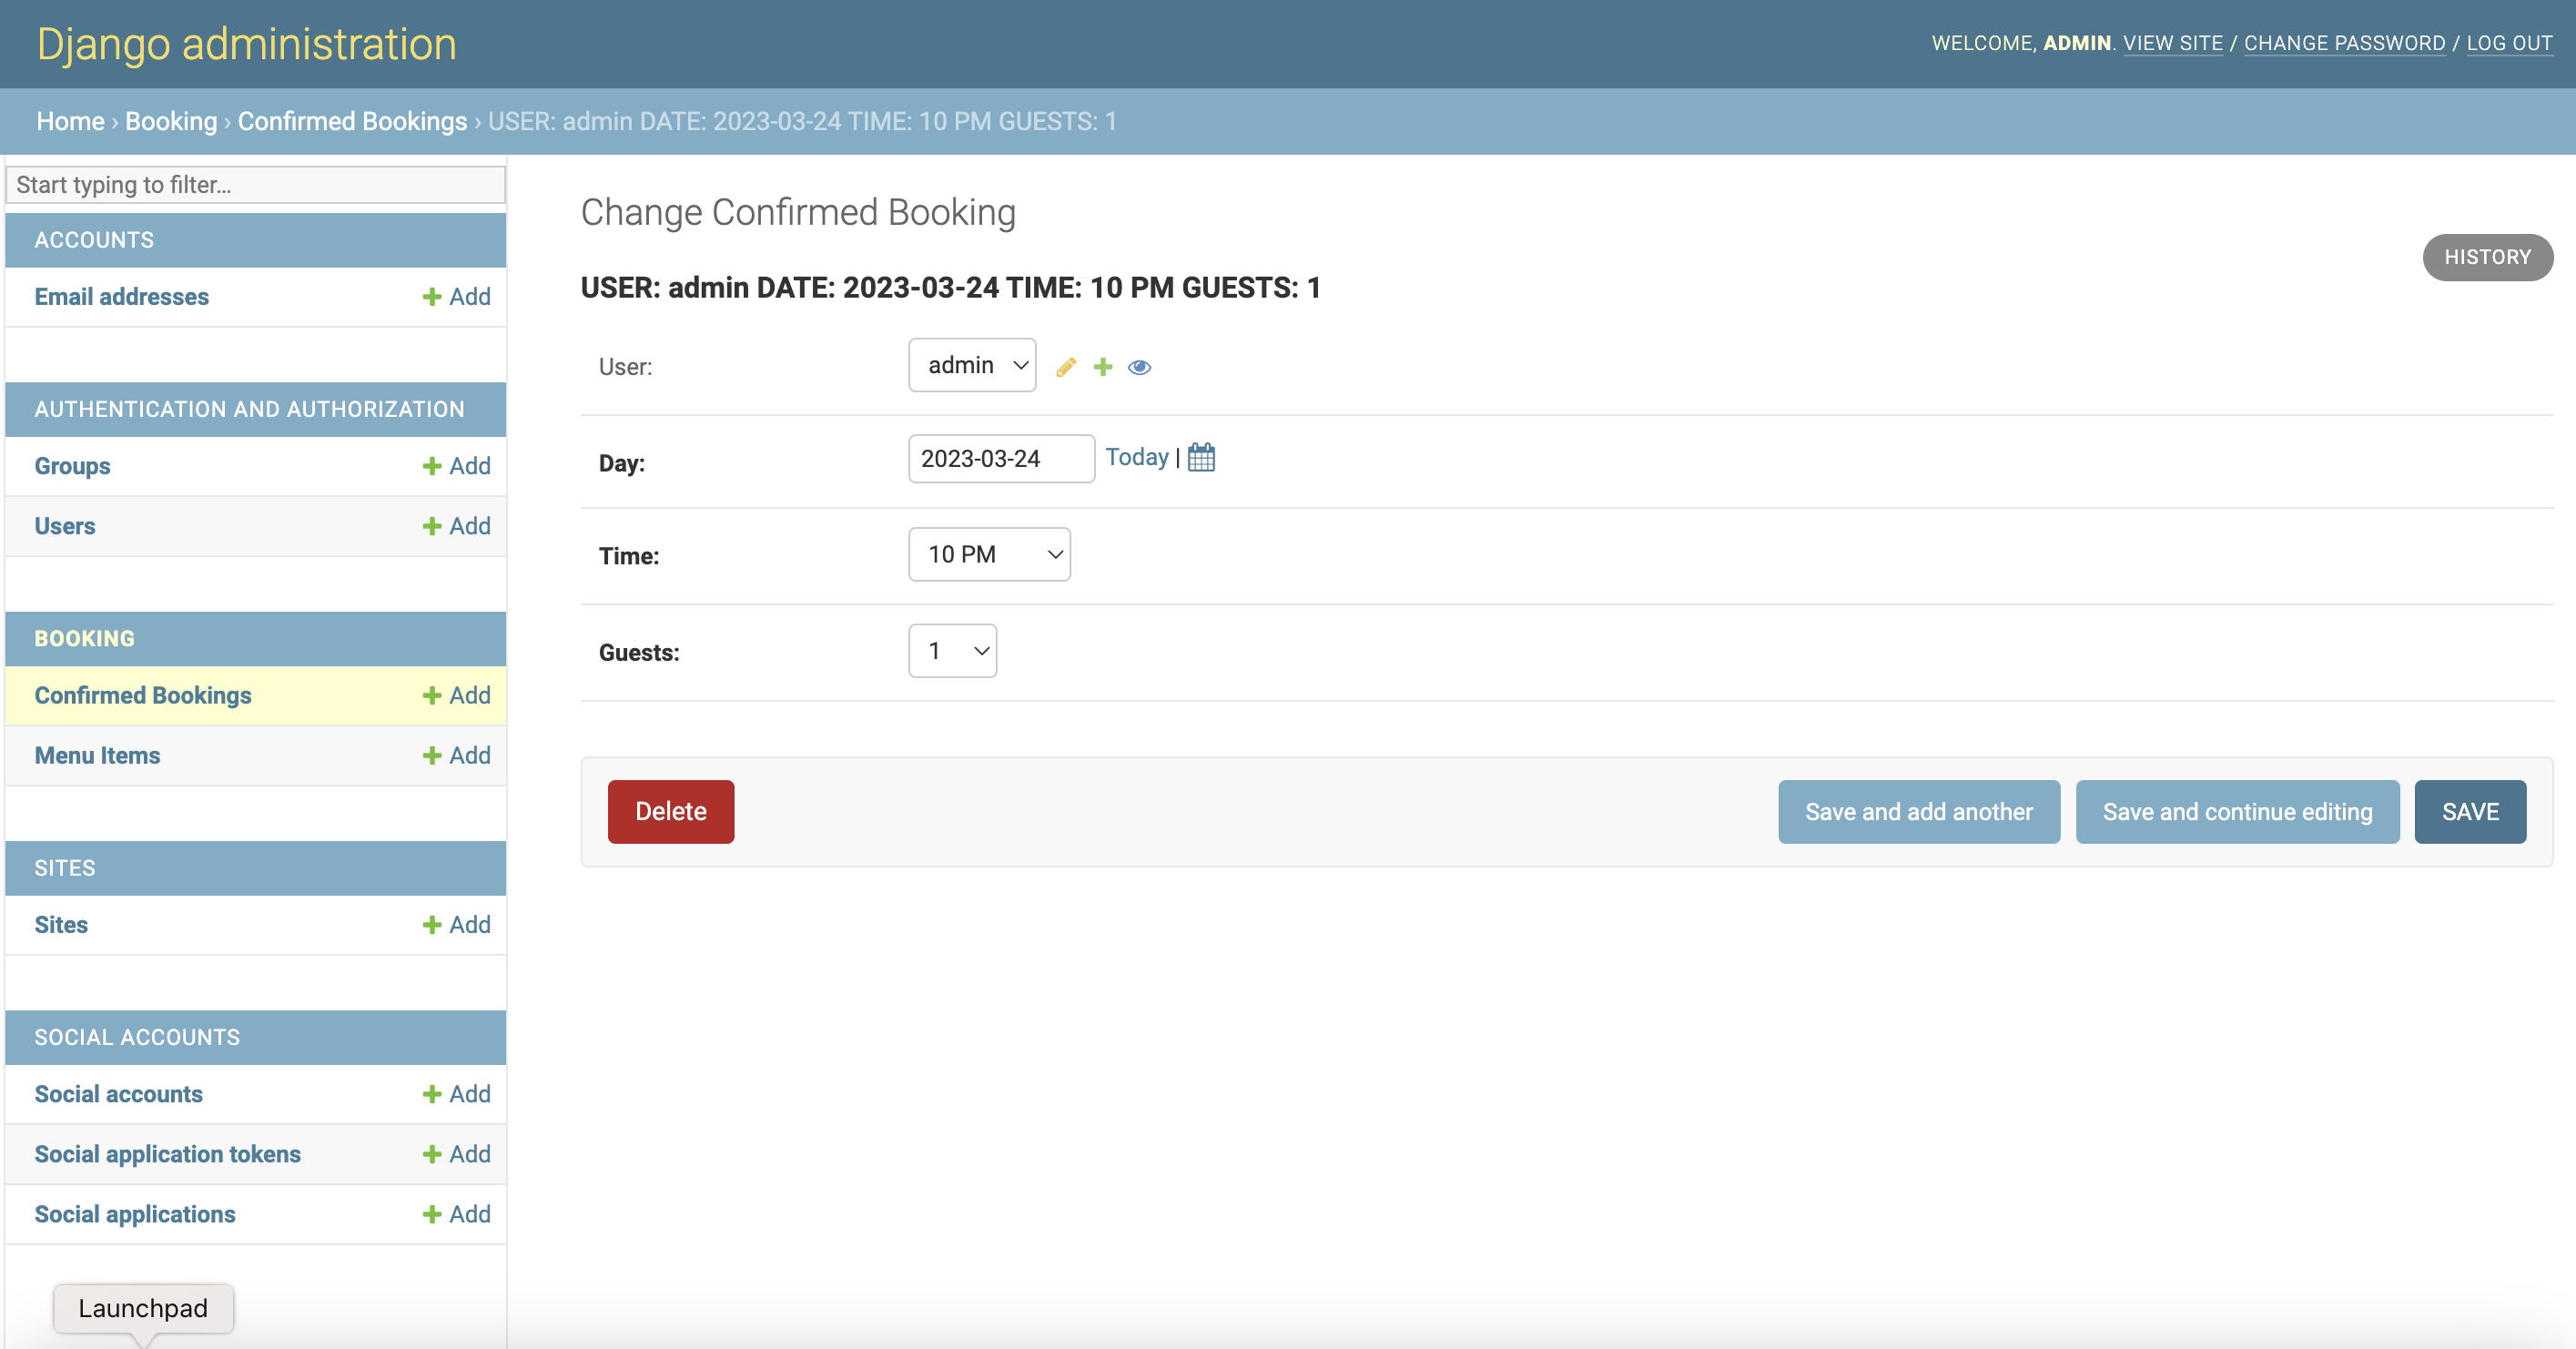 Django administration
WELCOME, ADMIN. VIEW SITE / CHANGE PASSWORD / LOG OUT
Home › Booking › Confirmed Bookings › USER: admin DATE: 2023-03-24 TIME: 10 PM GUESTS: 1
Start typing to filter...
ACCOUNTS
Email addresses Add
AUTHENTICATION AND AUTHORIZATION
Groups Add
Users Add
BOOKING
Confirmed Bookings Add
Menu Items Add
SITES
Sites Add
SOCIAL ACCOUNTS
Social accounts Add
Social application tokens Add
Social applications Add
Launchpad
Change Confirmed Booking
HISTORY
USER: admin DATE: 2023-03-24 TIME: 10 PM GUESTS: 1
User: admin
Day: 2023-03-24 Today |
Time: 10 PM
Guests: 1
Delete Save and add another Save and continue editing SAVE